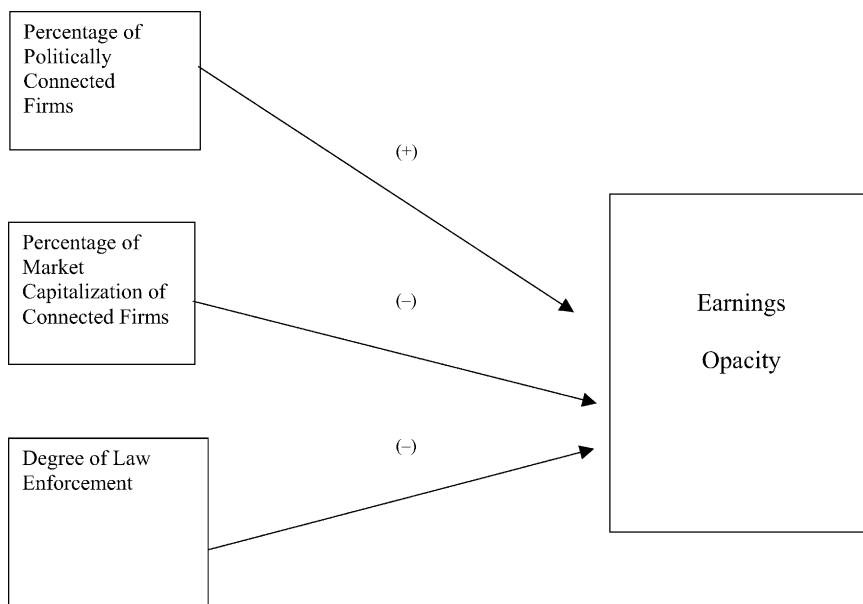 Percentage of
Politically
Connected
Firms
(+)
Percentage of
Market
Capitalization of
Connected Firms
(–)
Earnings
Opacity
Degree of Law
Enforcement
(–)